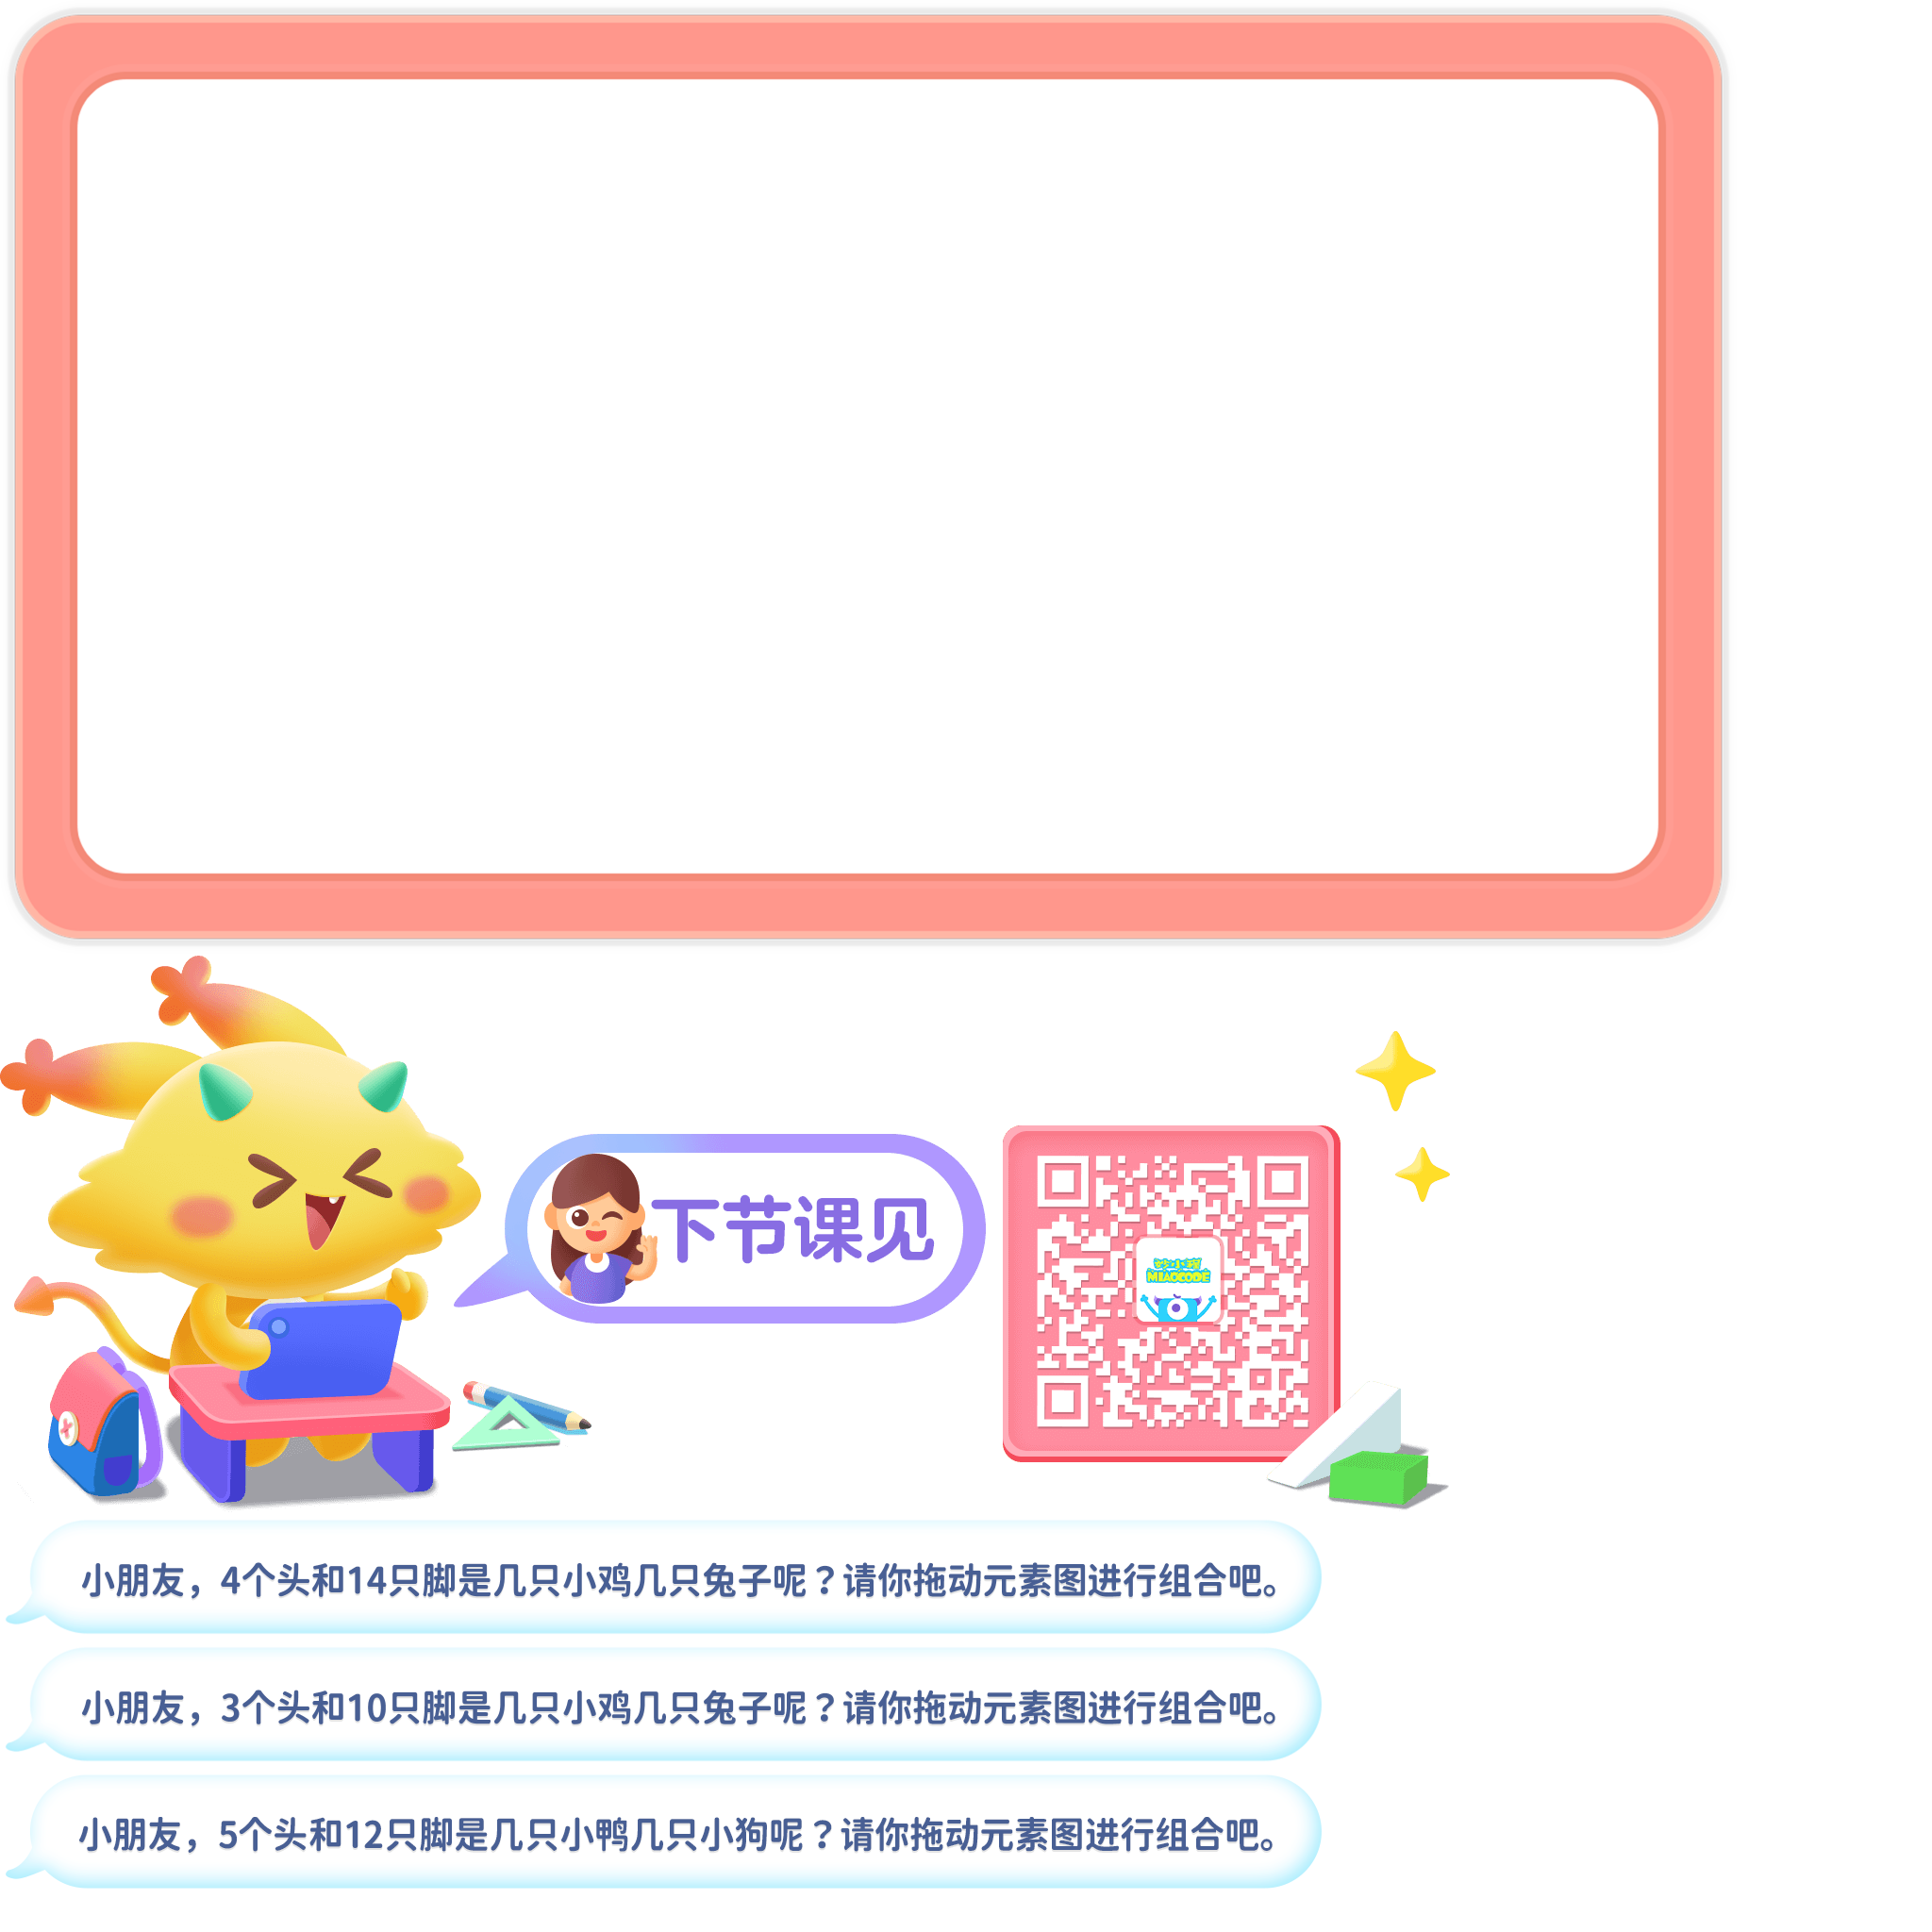 下节课见
妙小程
MIAOCODE
小朋友，4个头和14只脚是几只小鸡几只兔子呢？请你拖动元素图进行组合吧。
小朋友，3个头和10只脚是几只小鸡几只兔子呢？请你拖动元素图进行组合吧。
小朋友，5个头和12只脚是几只小鸭几只小狗呢？请你拖动元素图进行组合吧。